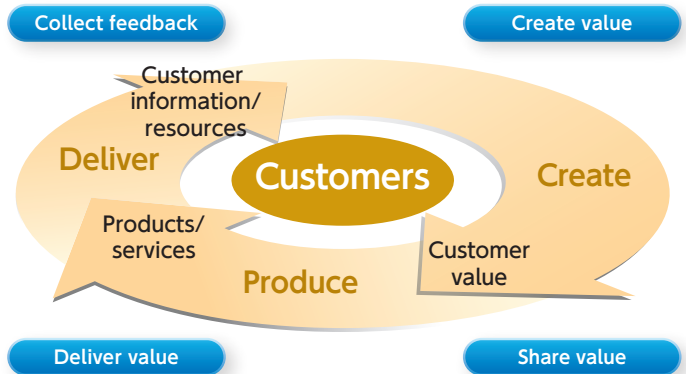 Collect feedback
Create value
Customer
information/
resources
Deliver
Customers
Create
Products/
services
Customer
value
Produce
Deliver value
Share value